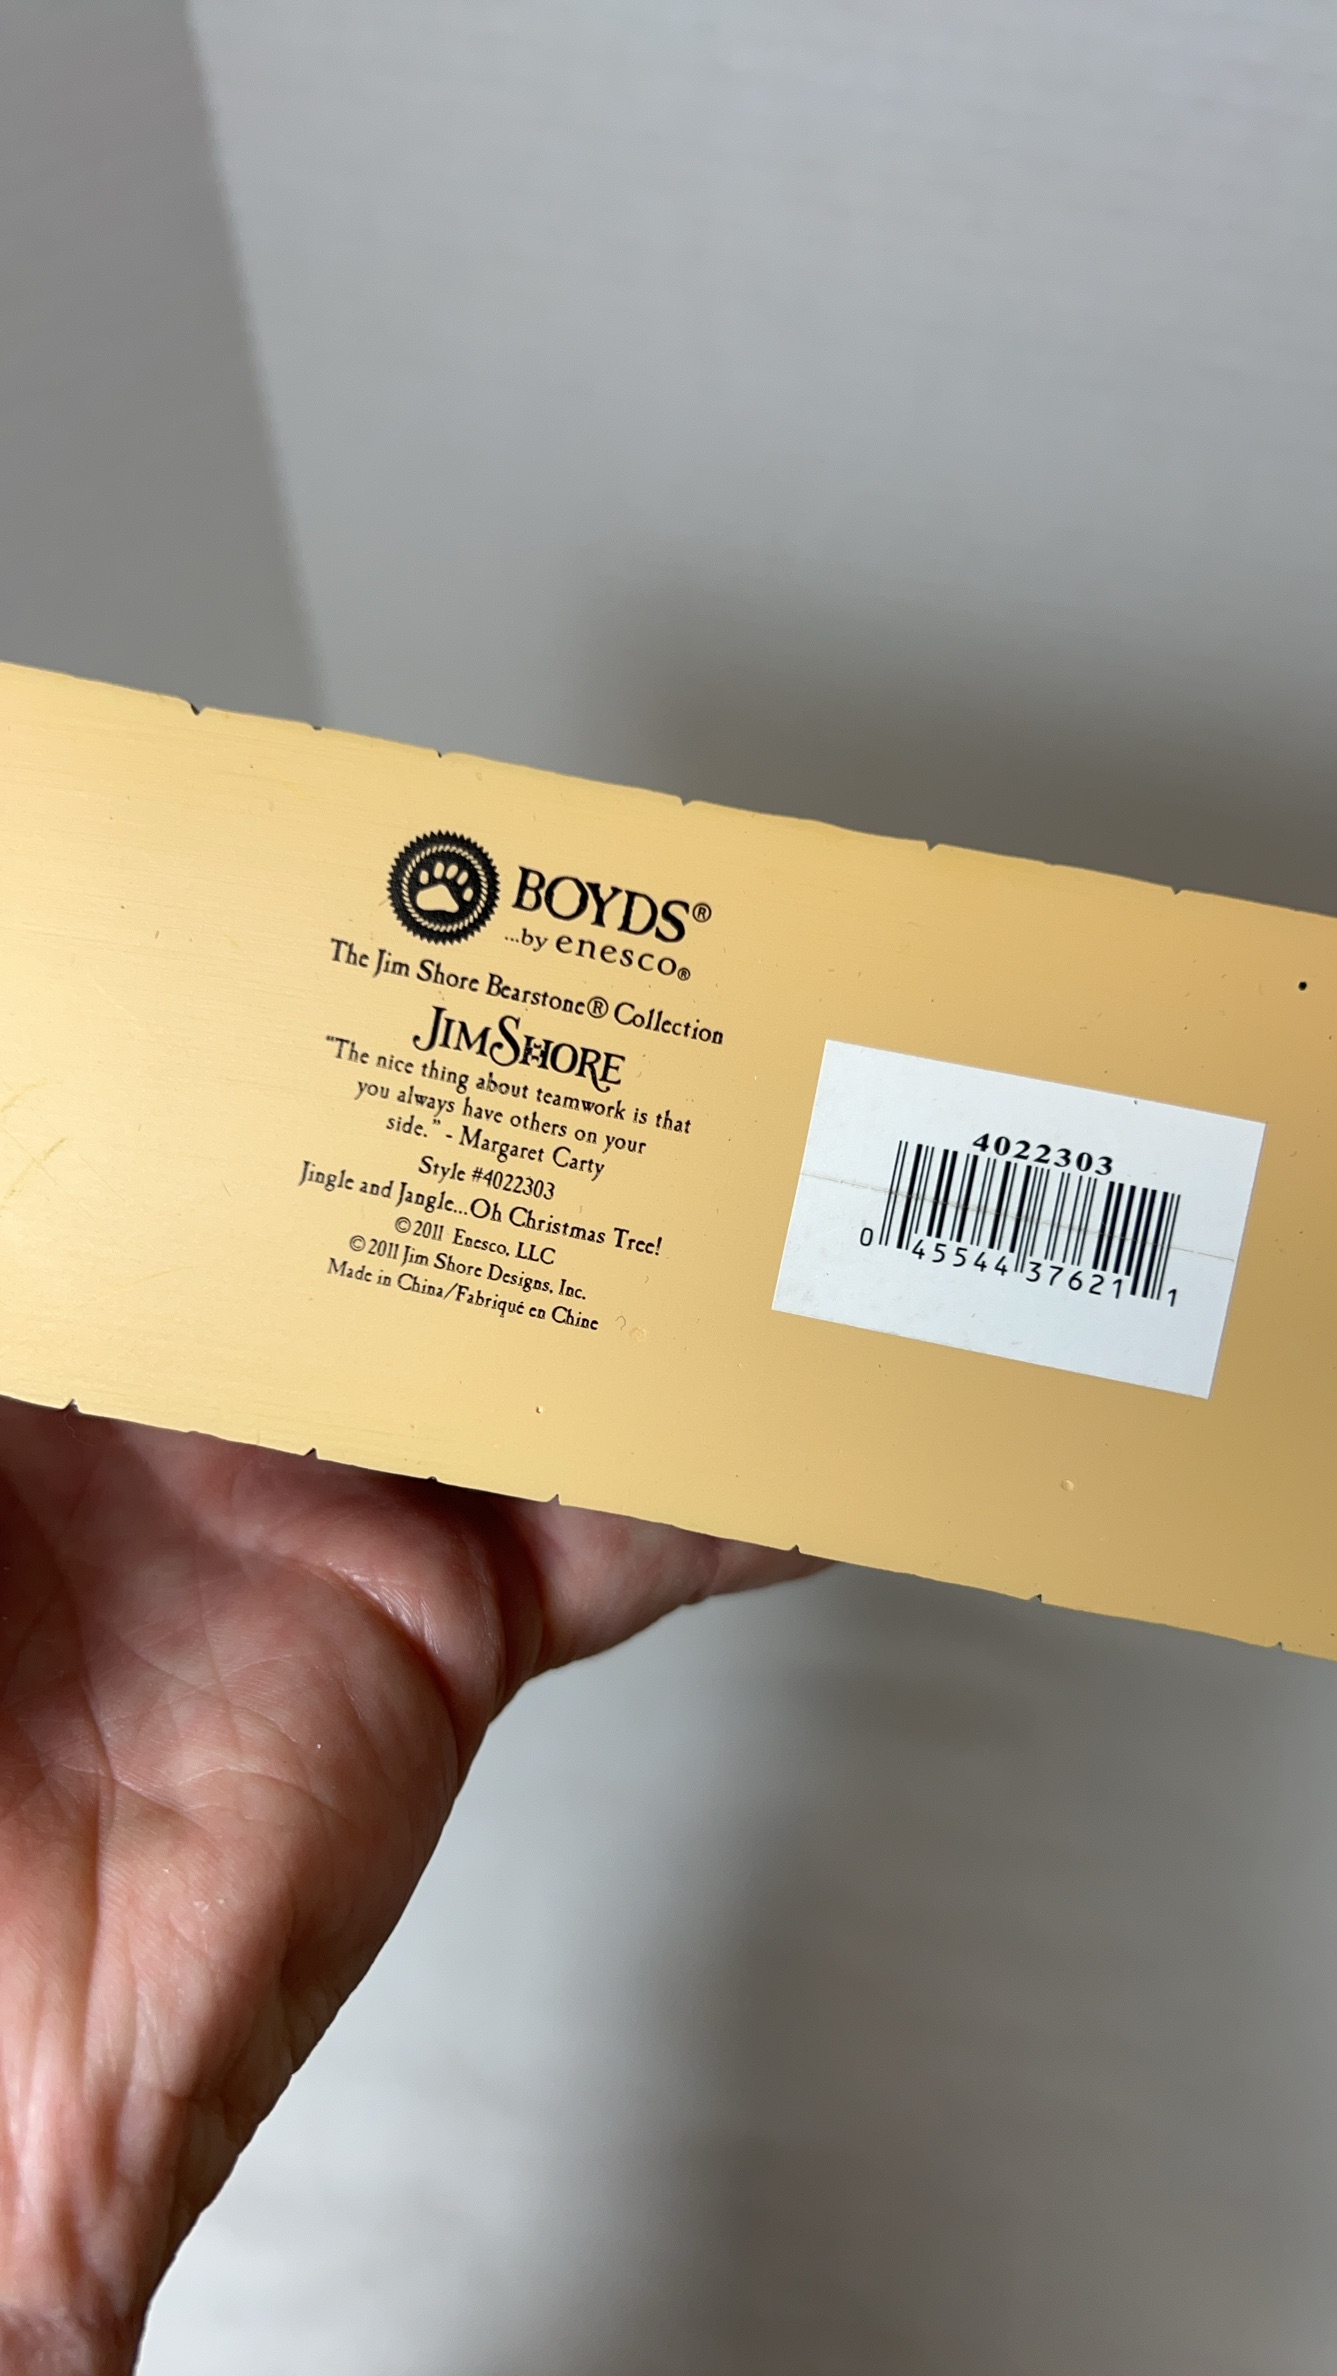 BOYDS®
...by enesco®
The Jim Shore Bearstone® Collection
JIM SHORE
"The nice thing about teamwork is that
you always have others on your
side." - Margaret Carty
Style #4022303
Jingle and Jangle...Oh Christmas Tree!
©2011 Enesco, LLC
©2011 Jim Shore Designs, Inc.
Made in China/Fabriqué en Chine
4022303
0 45544 37621 1